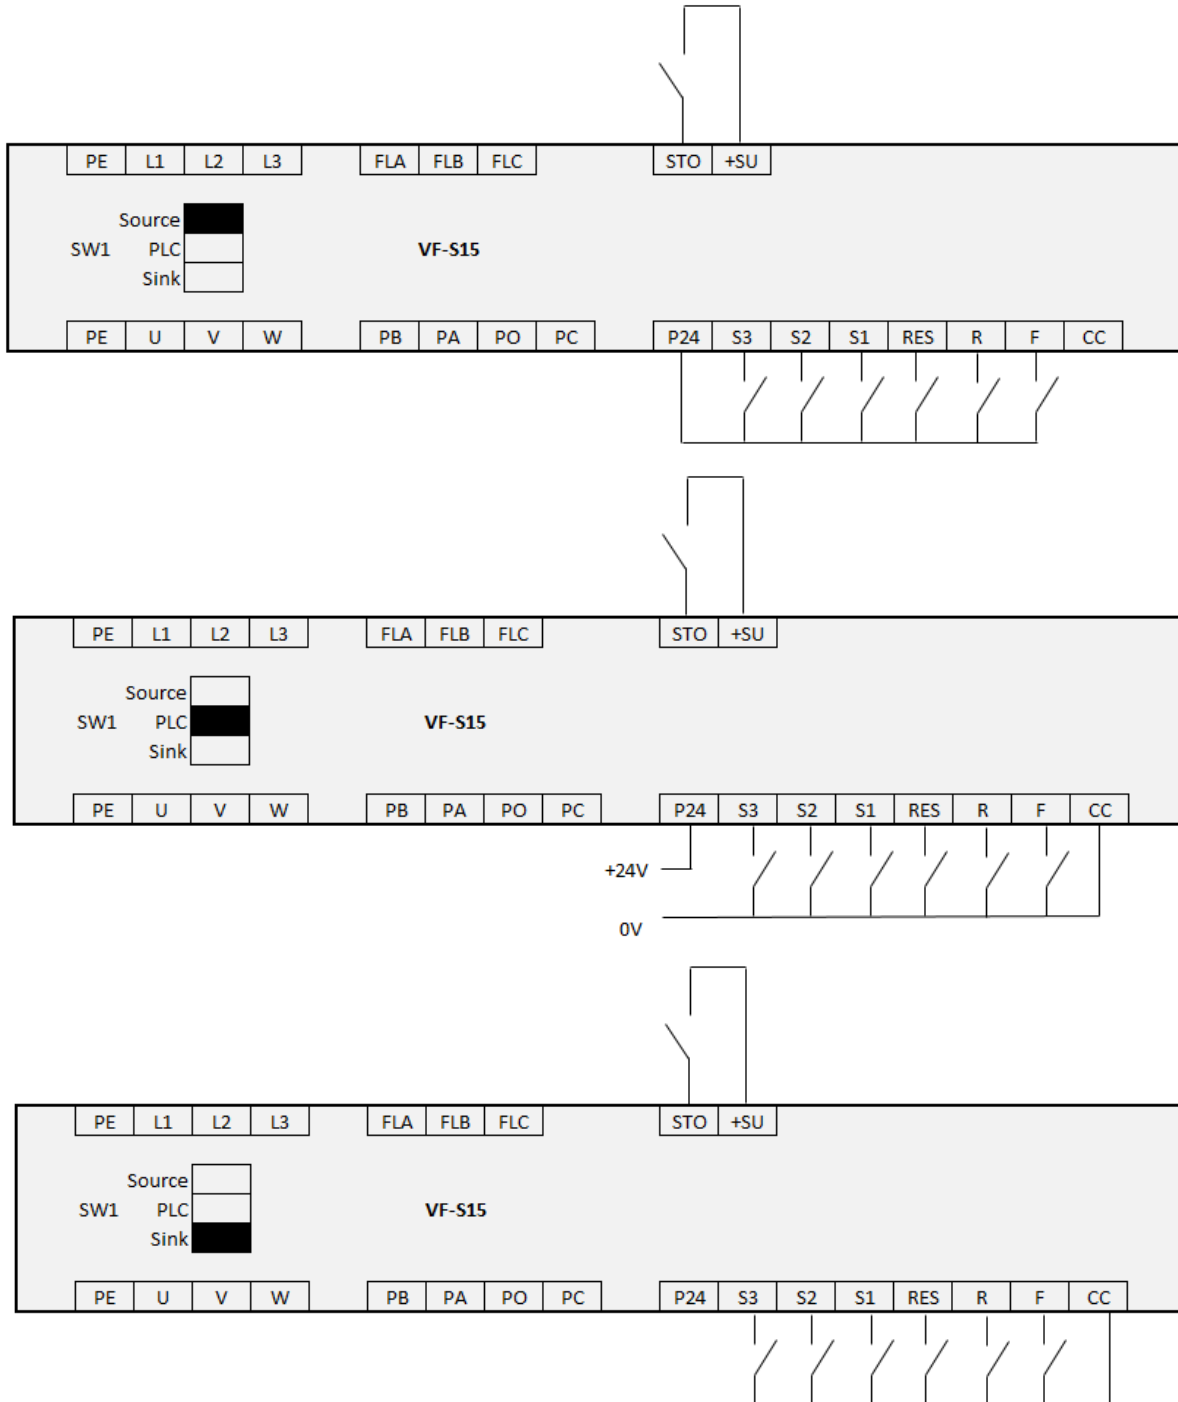 PE L1 L2 L3 FLA FLB FLC STO +SU
Source
SW1 PLC VF-S15
Sink
PE U V W PB PA PO PC P24 S3 S2 S1 RES R F CC
PE L1 L2 L3 FLA FLB FLC STO +SU
Source
SW1 PLC VF-S15
Sink
PE U V W PB PA PO PC P24 S3 S2 S1 RES R F CC
+24V
0V
PE L1 L2 L3 FLA FLB FLC STO +SU
Source
SW1 PLC VF-S15
Sink
PE U V W PB PA PO PC P24 S3 S2 S1 RES R F CC